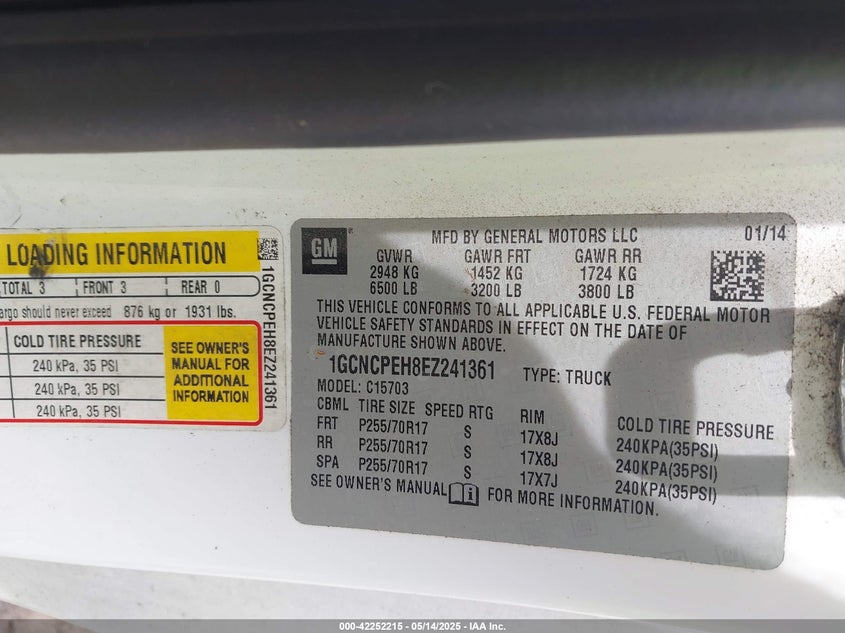 LOADING INFORMATION
TOTAL 3 FRONT 3 REAR 0
cargo should never exceed 876 kg or 1931 lbs.
COLD TIRE PRESSURE
240 kPa, 35 PSI
240 kPa, 35 PSI
240 kPa, 35 PSI
SEE OWNER'S
MANUAL FOR
ADDITIONAL
INFORMATION
1GCNCPEH8EZ241361
GM
MFD BY GENERAL MOTORS LLC 01/14
GVWR GAWR FRT GAWR RR
2948 KG 1452 KG 1724 KG
6500 LB 3200 LB 3800 LB
THIS VEHICLE CONFORMS TO ALL APPLICABLE U.S. FEDERAL MOTOR
VEHICLE SAFETY STANDARDS IN EFFECT ON THE DATE OF
MANUFACTURE SHOWN ABOVE.
1GCNCPEH8EZ241361 TYPE: TRUCK
MODEL: C15703
CBML TIRE SIZE SPEED RTG RIM COLD TIRE PRESSURE
FRT P255/70R17 S 17X8J 240KPA(35PSI)
RR P255/70R17 S 17X8J 240KPA(35PSI)
SPA P255/70R17 S 17X7J 240KPA(35PSI)
SEE OWNER'S MANUAL FOR MORE INFORMATION.
000-42252215 - 05/14/2025 - IAA Inc.